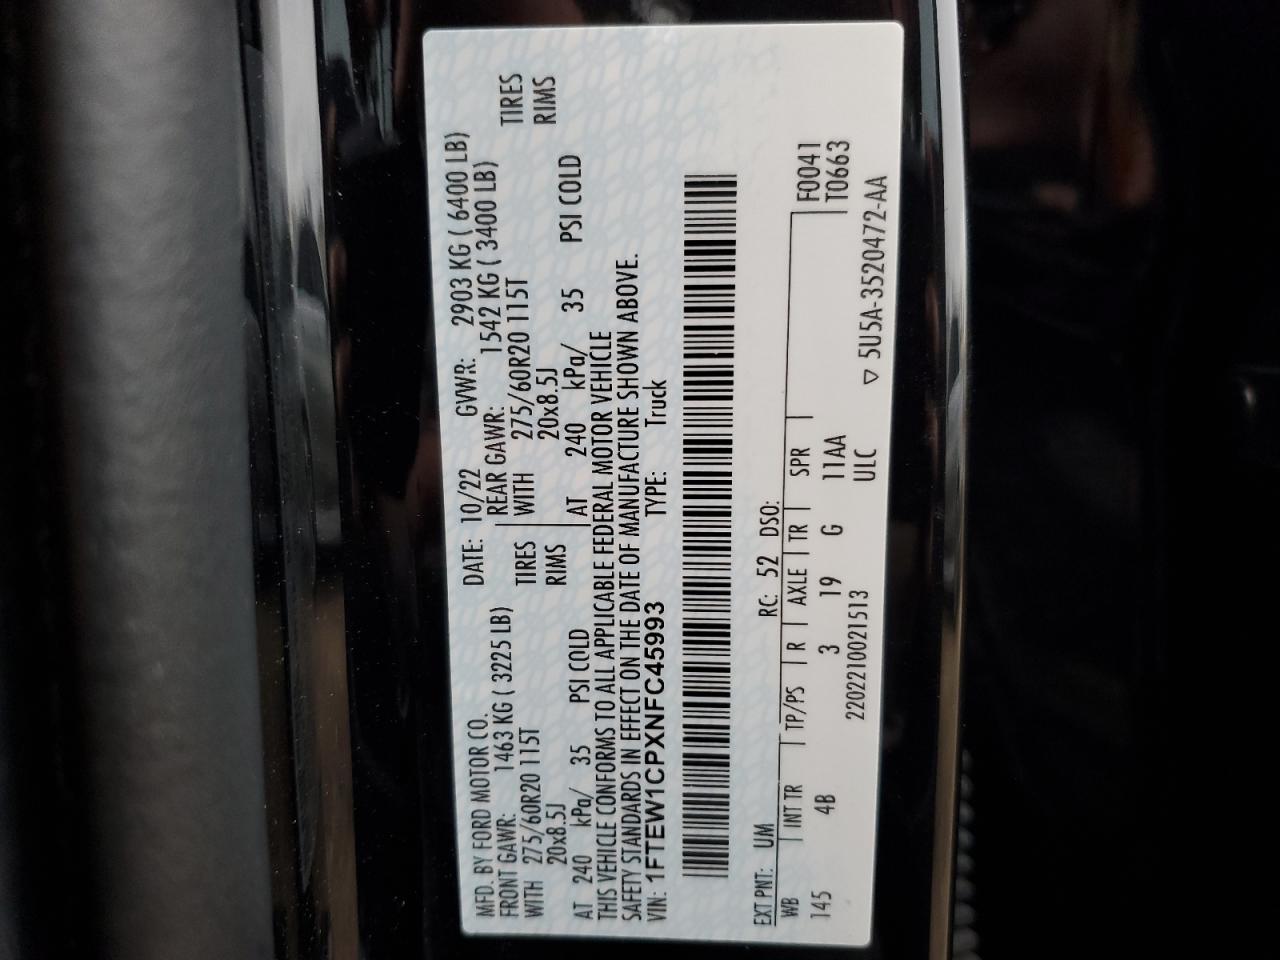 MFD. BY FORD MOTOR CO.
DATE: 10/22 GVWR: 2903 KG ( 6400 LB)
FRONT GAWR: 1463 KG ( 3225 LB) REAR GAWR: 1542 KG ( 3400 LB)
WITH 275/60R20 115T TIRES WITH 275/60R20 115T TIRES
20x8.5J RIMS 20x8.5J RIMS
AT 240 kPa/ 35 PSI COLD AT 240 kPa/ 35 PSI COLD
THIS VEHICLE CONFORMS TO ALL APPLICABLE FEDERAL MOTOR VEHICLE
SAFETY STANDARDS IN EFFECT ON THE DATE OF MANUFACTURE SHOWN ABOVE.
VIN: 1FTEW1CPXNFC45993 TYPE: Truck
EXT PNT: UM RC: 52 DSO:
WB INT TR TP/PS R AXLE TR SPR F0041
145 4B 3 19 G 11AA T0663
2202210021513 ULC
▽ 5U5A-3520472-AA